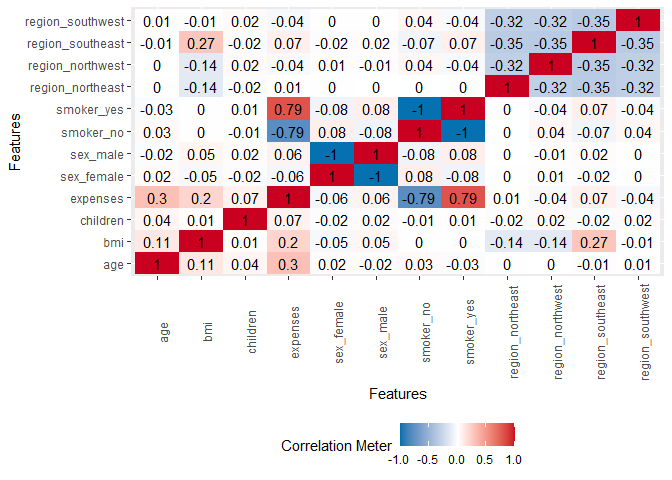 region_southwest 0.01 -0.01 0.02 -0.04 0 0 0.04 -0.04 -0.32 -0.32 -0.35 1
region_southeast -0.01 0.27 -0.02 0.07 -0.02 0.02 -0.07 0.07 -0.35 -0.35 1 -0.35
region_northwest 0 -0.14 0.02 -0.04 0.01 -0.01 0.04 -0.04 -0.32 1 -0.35 -0.32
region_northeast 0 -0.14 -0.02 0.01 0 0 0 0 1 -0.32 -0.35 -0.32
smoker_yes -0.03 0 0.01 0.79 -0.08 0.08 -1 1 0 -0.04 0.07 -0.04
smoker_no 0.03 0 -0.01 -0.79 0.08 -0.08 1 -1 0 0.04 -0.07 0.04
sex_male -0.02 0.05 0.02 0.06 -1 1 -0.08 0.08 0 -0.01 0.02 0
sex_female 0.02 -0.05 -0.02 -0.06 1 -1 0.08 -0.08 0 0.01 -0.02 0
expenses 0.3 0.2 0.07 1 -0.06 0.06 -0.79 0.79 0.01 -0.04 0.07 -0.04
children 0.04 0.01 1 0.07 -0.02 0.02 -0.01 0.01 -0.02 0.02 -0.02 0.02
bmi 0.11 1 0.01 0.2 -0.05 0.05 0 0 -0.14 -0.14 0.27 -0.01
age 1 0.11 0.04 0.3 0.02 -0.02 0.03 -0.03 0 0 -0.01 0.01
Features
age
bmi
children
expenses
sex_female
sex_male
smoker_no
smoker_yes
region_northeast
region_northwest
region_southeast
region_southwest
Features
Correlation Meter
-1.0 -0.5 0.0 0.5 1.0